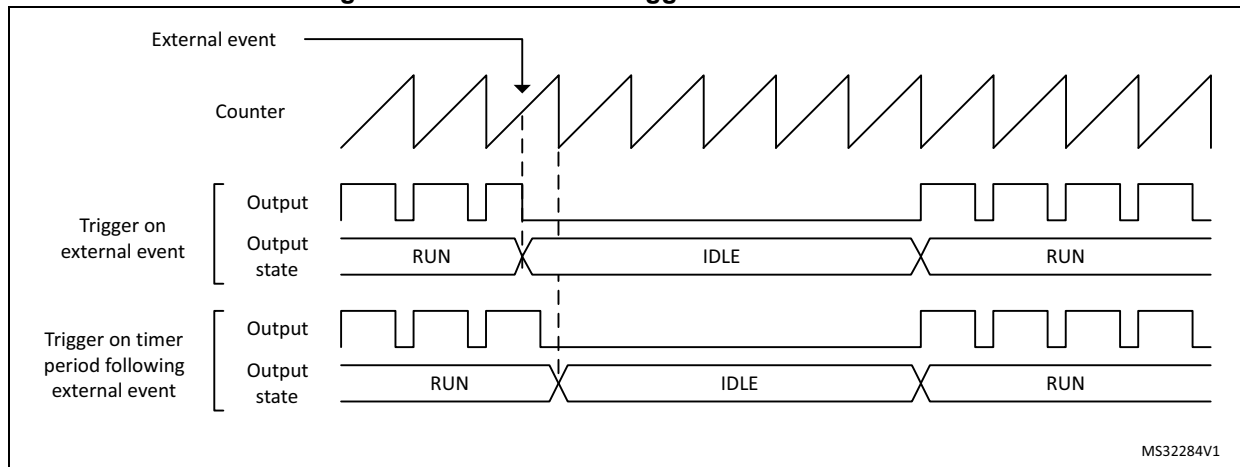 External event
Counter
Trigger on
external event
Output
Output
state
RUN
IDLE
RUN
Trigger on timer
period following
external event
Output
Output
state
RUN
IDLE
RUN
MS32284V1